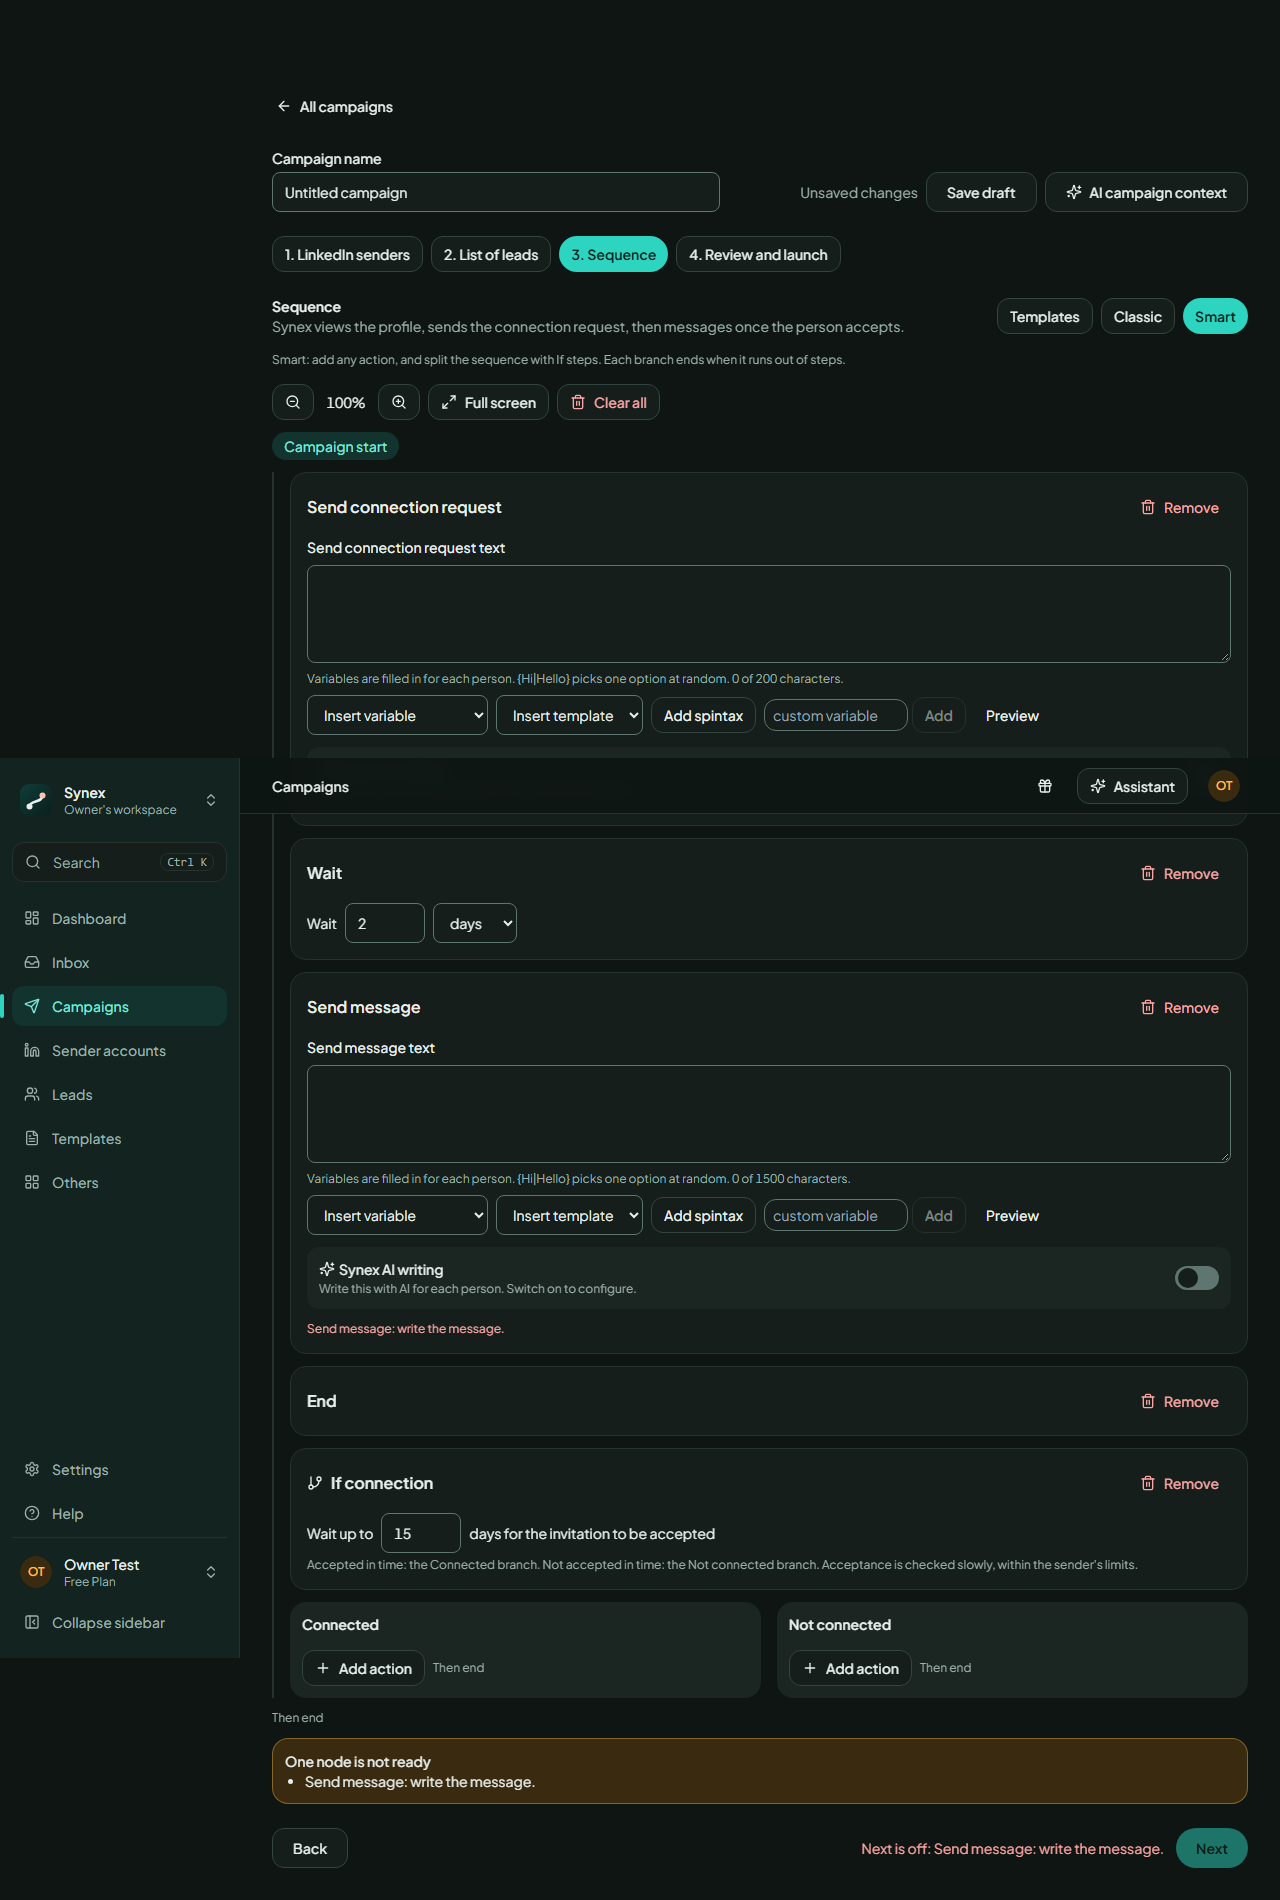 All campaigns
Campaign name
Untitled campaign
Unsaved changes
Save draft
AI campaign context
1. LinkedIn senders
2. List of leads
3. Sequence
4. Review and launch
Sequence
Synex views the profile, sends the connection request, then messages once the person accepts.
Templates
Classic
Smart
Smart: add any action, and split the sequence with If steps. Each branch ends when it runs out of steps.
100%
Full screen
Clear all
Campaign start
Send connection request
Remove
Send connection request text
Variables are filled in for each person. {Hi|Hello} picks one option at random. 0 of 200 characters.
Insert variable
Insert template
Add spintax
custom variable
Add
Preview
Synex
Owner's workspace
Campaigns
Assistant
OT
Search
Ctrl K
Dashboard
Inbox
Campaigns
Sender accounts
Leads
Templates
Others
Settings
Help
OT
Owner Test
Free Plan
Collapse sidebar
Wait
Remove
Wait
2
days
Send message
Remove
Send message text
Variables are filled in for each person. {Hi|Hello} picks one option at random. 0 of 1500 characters.
Insert variable
Insert template
Add spintax
custom variable
Add
Preview
Synex AI writing
Write this with AI for each person. Switch on to configure.
Send message: write the message.
End
Remove
If connection
Remove
Wait up to
15
days for the invitation to be accepted
Accepted in time: the Connected branch. Not accepted in time: the Not connected branch. Acceptance is checked slowly, within the sender's limits.
Connected
Add action
Then end
Not connected
Add action
Then end
Then end
One node is not ready
• Send message: write the message.
Back
Next is off: Send message: write the message.
Next